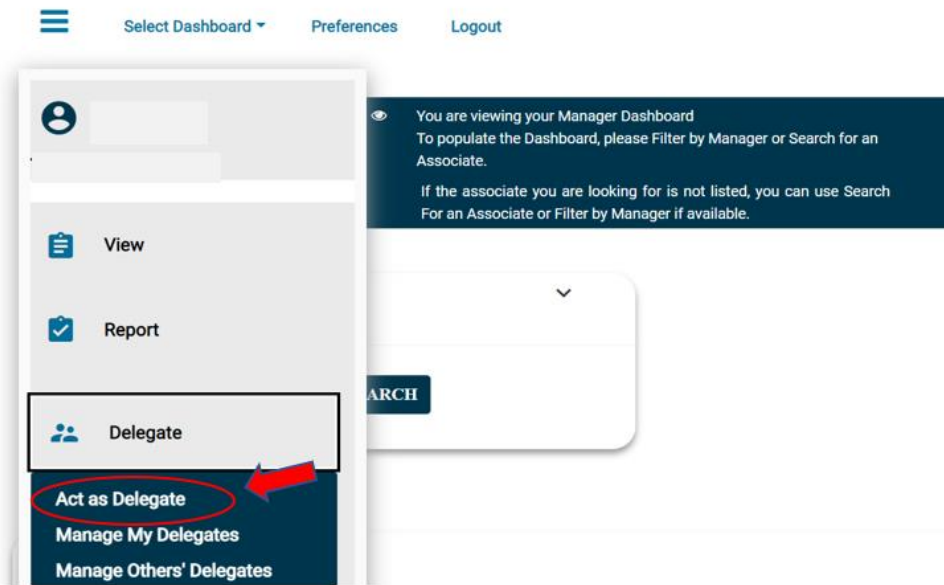 Select Dashboard Preferences Logout
You are viewing your Manager Dashboard
To populate the Dashboard, please Filter by Manager or Search for an
Associate.
If the associate you are looking for is not listed, you can use Search
For an Associate or Filter by Manager if available.
View
Report
ARCH
Delegate
Act as Delegate
Manage My Delegates
Manage Others' Delegates